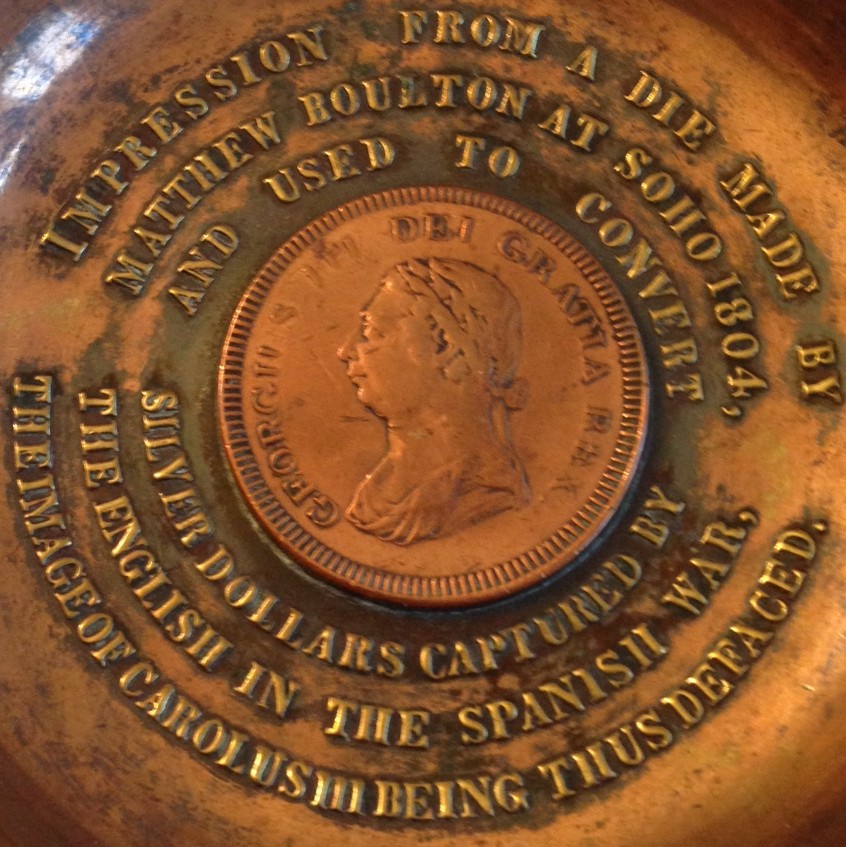 IMPRESSION FROM A DIE MADE BY
MATTHEW BOULTON AT SOHO 1804,
AND USED TO CONVERT
SILVER DOLLARS CAPTURED BY
THE ENGLISH IN THE SPANISH WAR,
THE IMAGE OF CAROLUS III BEING THUS DEFACED.
GEORGIUS III DEI GRATIA REX